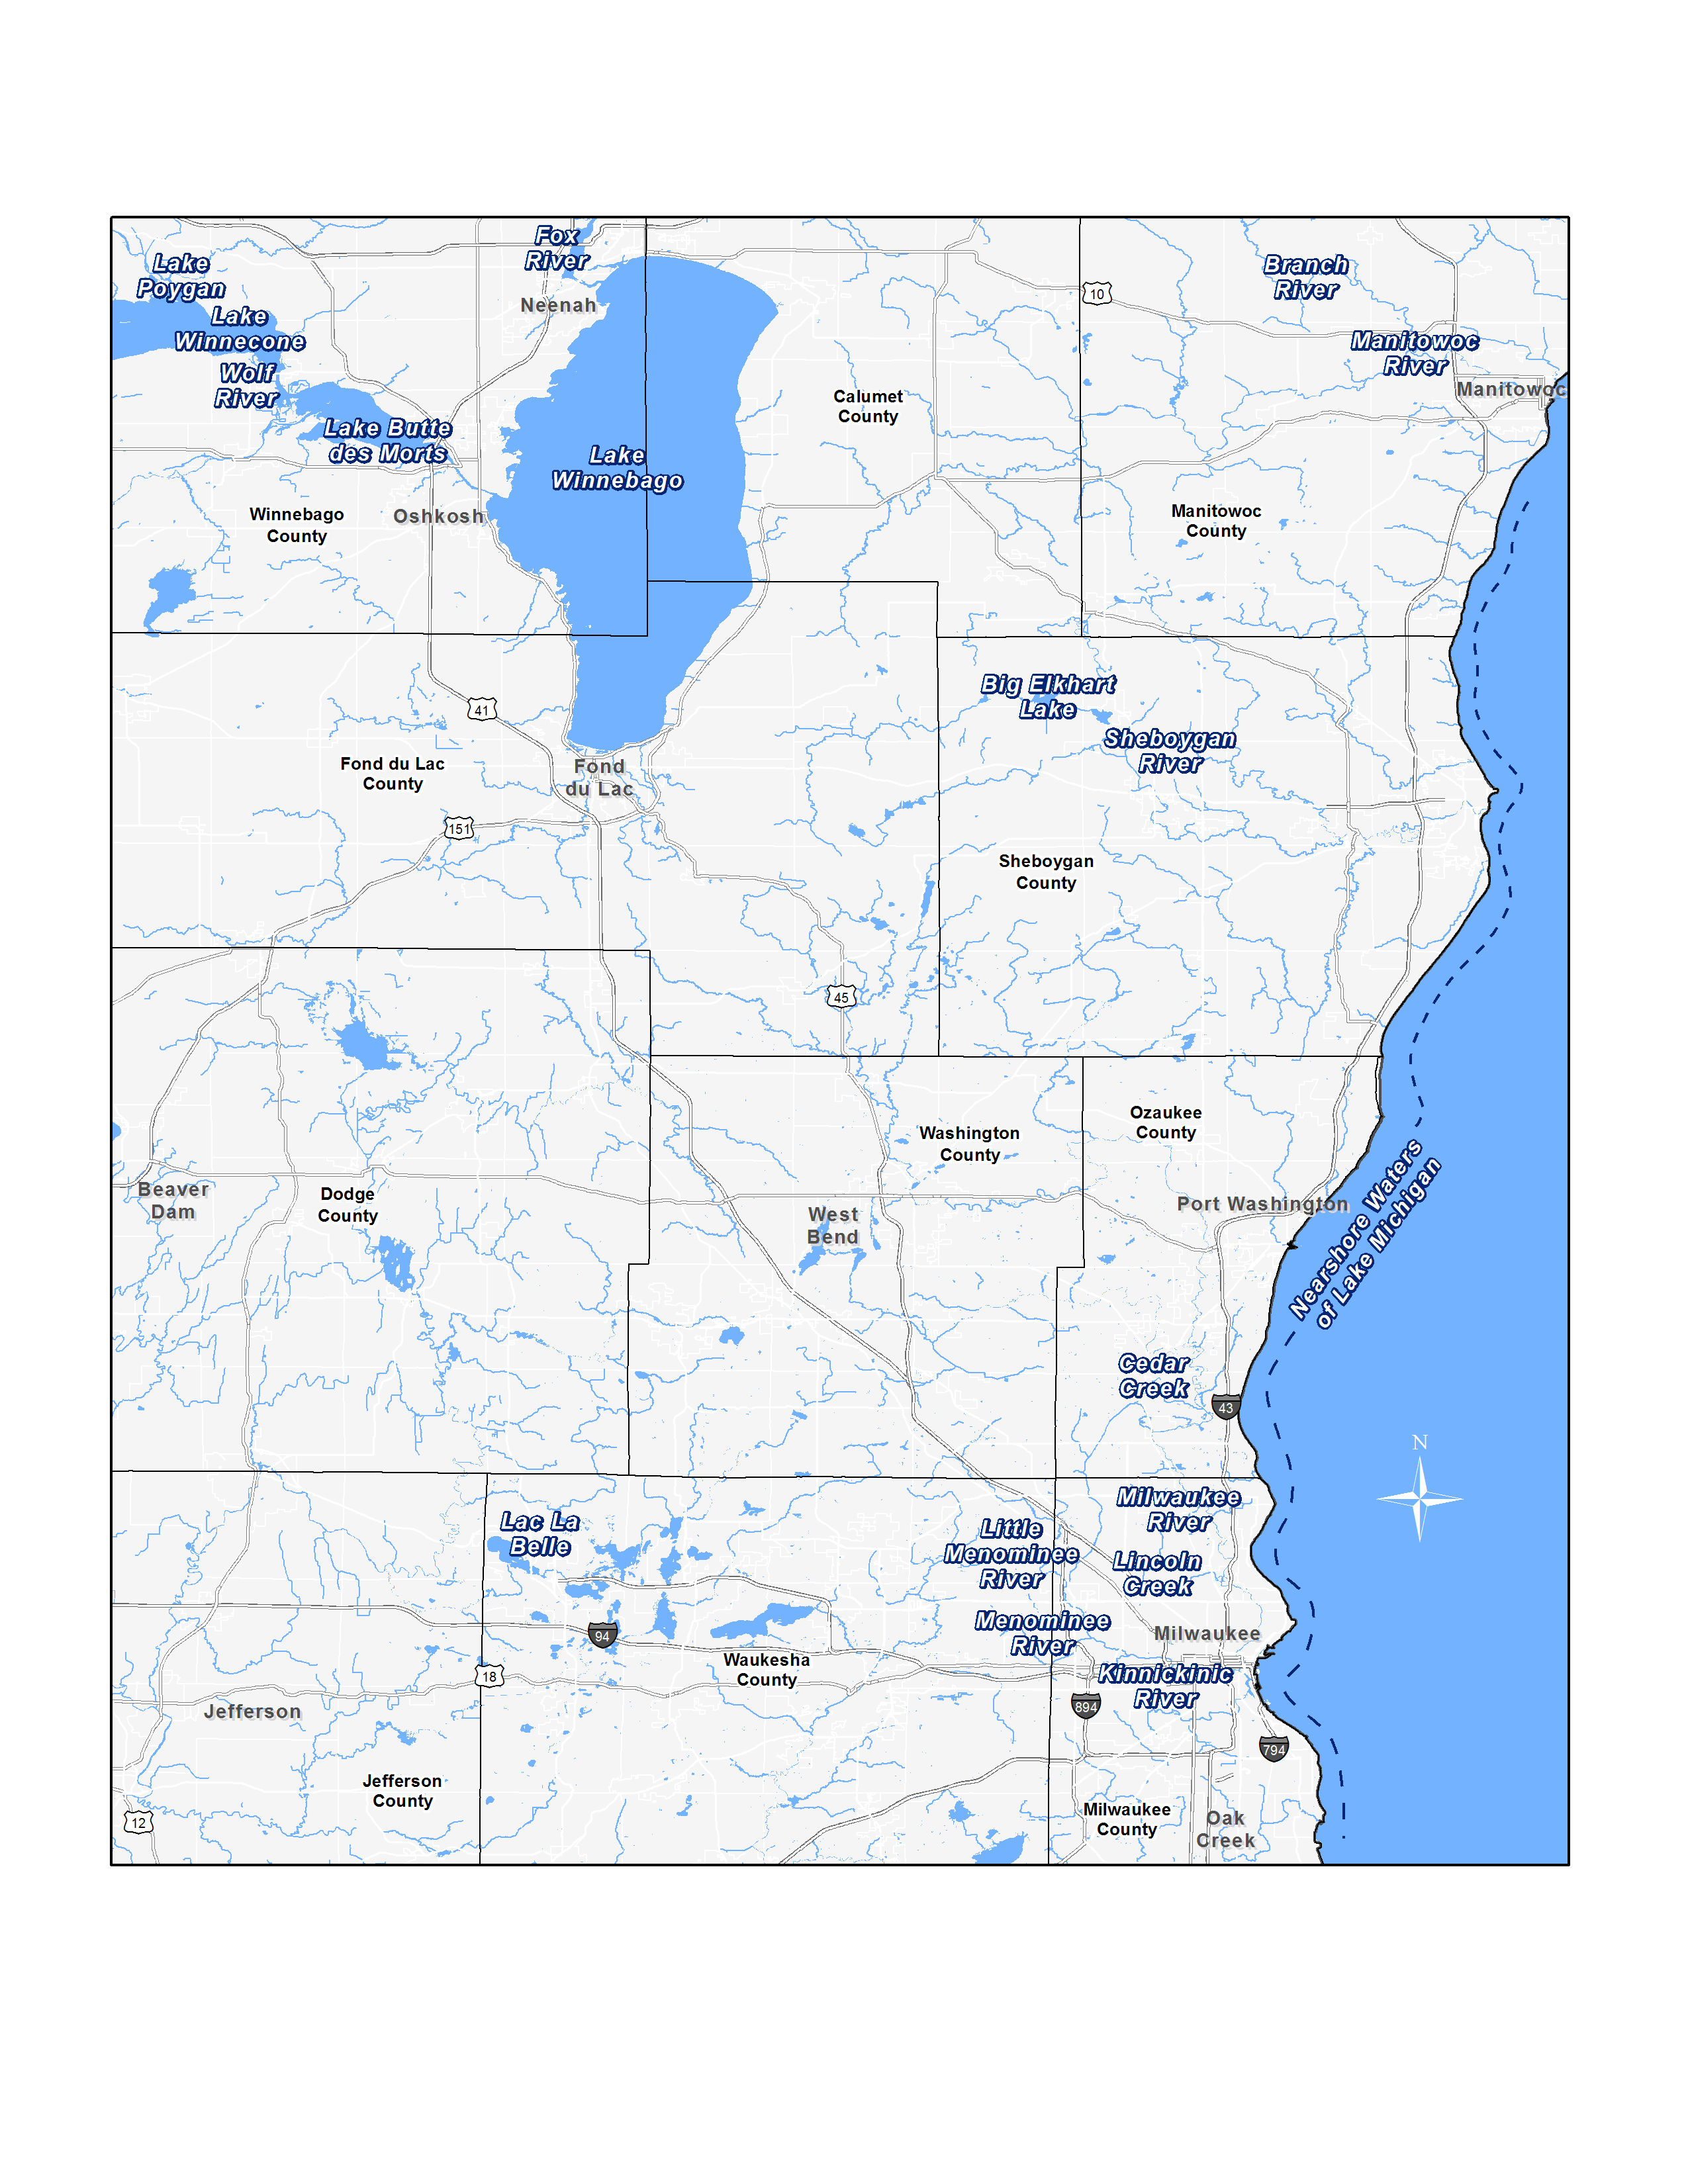 Fox
River
Lake
Poygan
Branch
River
Neenah
10
Lake
Winnecone
Manitowoc
River
Wolf
River
Manitowoc
Calumet
County
Lake Butte
des Morts
Lake
Winnebago
Winnebago
County
Oshkosh
Manitowoc
County
Big Elkhart
Lake
41
Sheboygan
River
Fond du Lac
County
Fond
du Lac
151
Sheboygan
County
45
Ozaukee
County
Washington
County
Nearshore Waters
of Lake Michigan
Beaver
Dam
Dodge
County
Port Washington
West
Bend
Cedar
Creek
43
N
Milwaukee
River
Lac La
Belle
Little
Menominee
River
Lincoln
Creek
Menominee
River
Milwaukee
94
Waukesha
County
18
Kinnickinic
River
894
Jefferson
794
Jefferson
County
Milwaukee
County
Oak
Creek
12